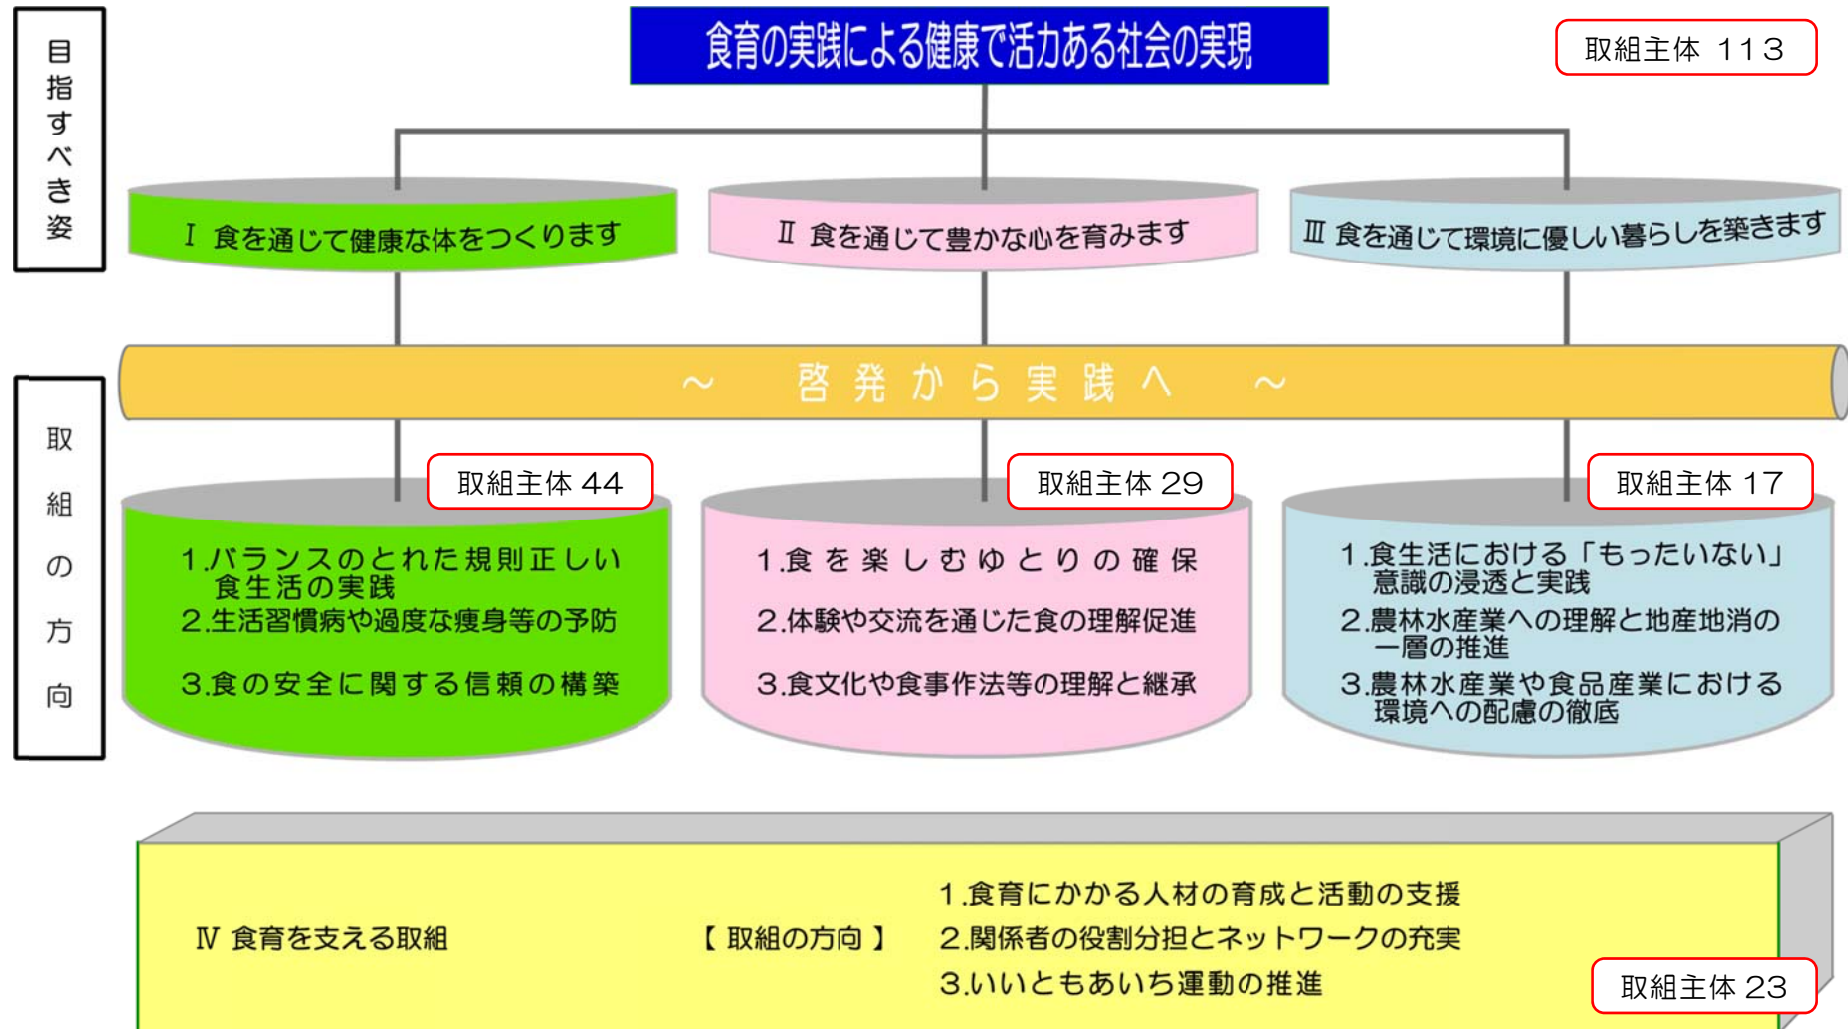 目指すべき姿
食育の実践による健康で活力ある社会の実現
取組主体 113
Ⅰ 食を通じて健康な体をつくります
Ⅱ 食を通じて豊かな心を育みます
Ⅲ 食を通じて環境に優しい暮らしを築きます
～ 啓発から実践へ ～
取組の方向
取組主体 44
1.バランスのとれた規則正しい
食生活の実践
2.生活習慣病や過度な痩身等の予防
3.食の安全に関する信頼の構築
取組主体 29
1.食を楽しむゆとりの確保
2.体験や交流を通じた食の理解促進
3.食文化や食事作法等の理解と継承
取組主体 17
1.食生活における「もったいない」
意識の浸透と実践
2.農林水産業への理解と地産地消の
一層の推進
3.農林水産業や食品産業における
環境への配慮の徹底
Ⅳ 食育を支える取組
【 取組の方向 】
1.食育にかかる人材の育成と活動の支援
2.関係者の役割分担とネットワークの充実
3.いいともあいち運動の推進
取組主体 23